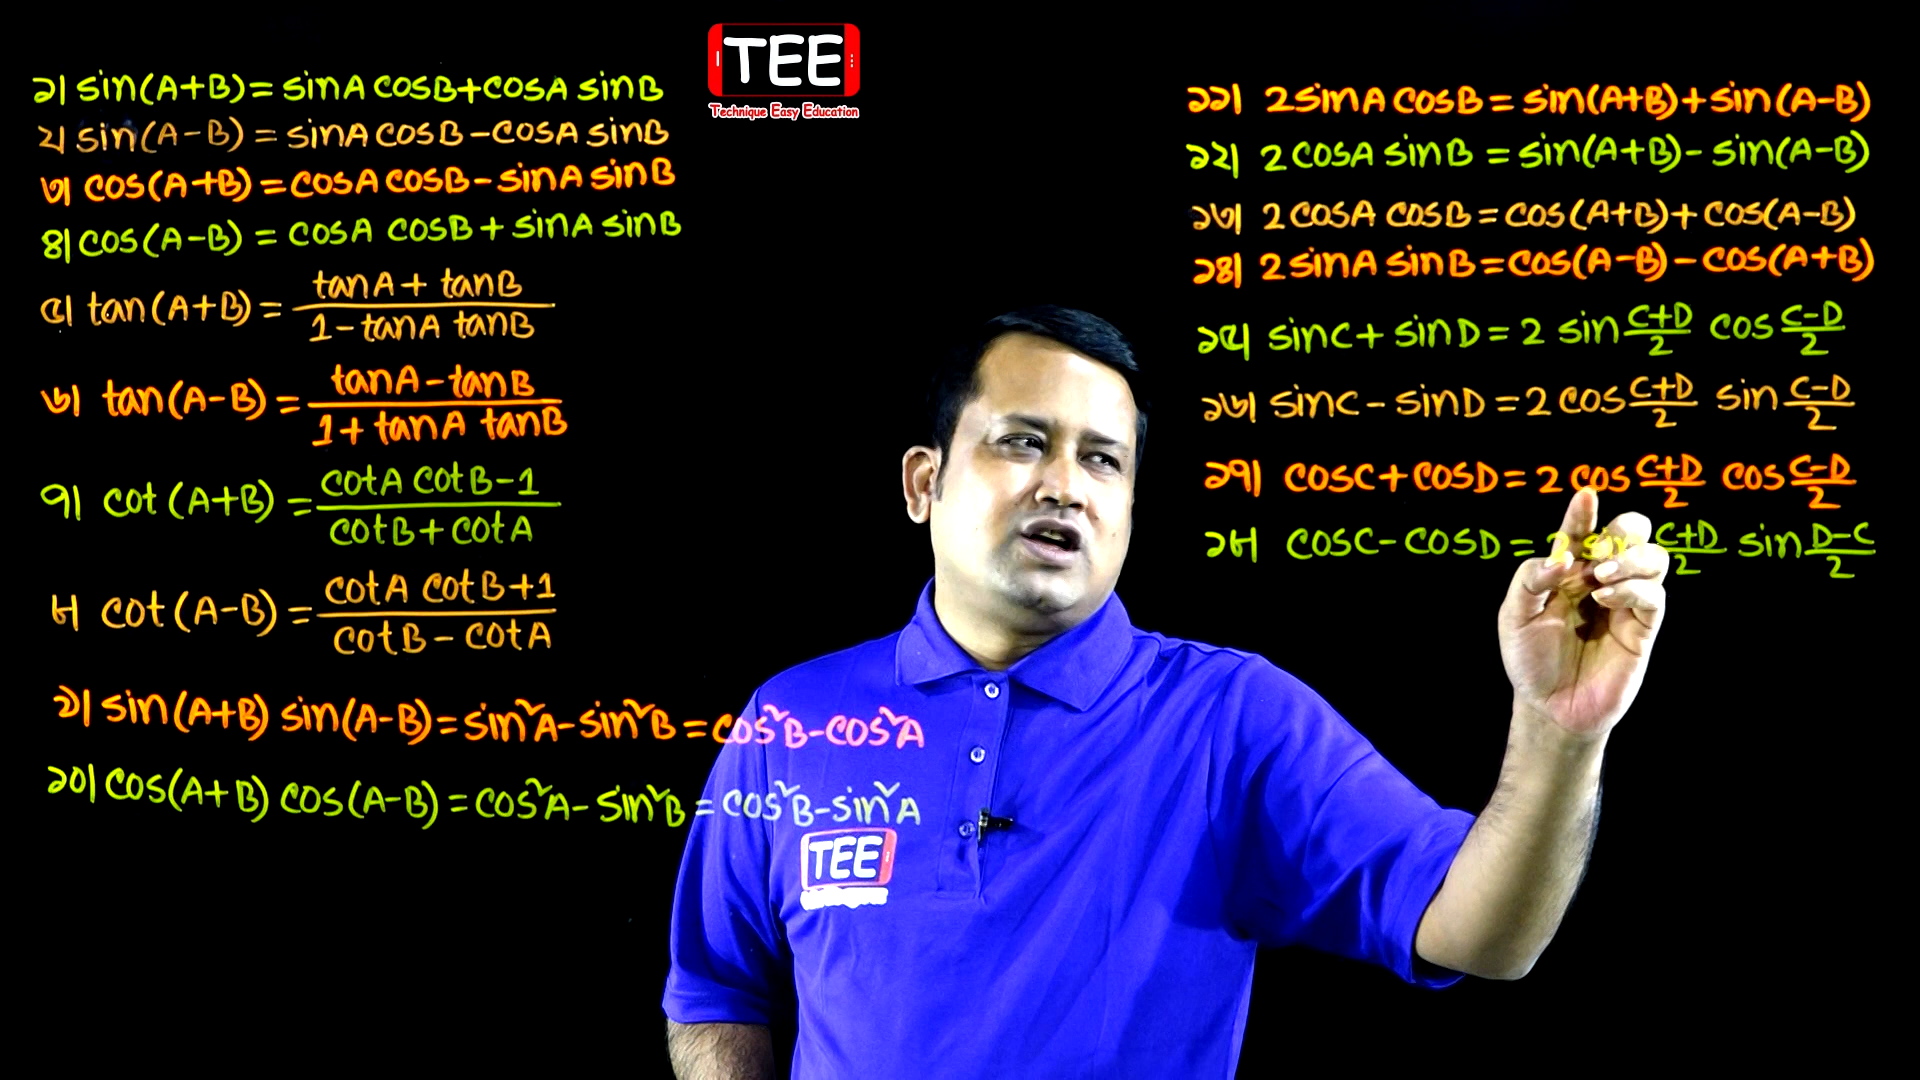 TEE
Technique Easy Education
১। sin(A+B)= sinA cosB+cosA sinB
২। sin(A-B) = sinA cosB-cosA sinB
৩। cos(A+B)=cosA cosB-sinA sinB
৪। cos(A-B) = cosA cosB + sinA sinB
৫। tan(A+B)= (tanA+ tanB)/(1-tanA tanB)
৬। tan(A-B)= (tanA-tanB)/(1+tanA tanB)
৭। cot(A+B)= (cotA cotB-1)/(cotB+cotA)
৮। cot(A-B)= (cotA cotB+1)/(cotB-cotA)
৯। sin(A+B) sin(A-B)=sin²A-sin²B =cos²B-cos²A
১০। cos(A+B) cos(A-B)=cos²A-sin²B = cos²B-sin²A
১১। 2sinA cosB=sin(A+B)+sin(A-B)
১২। 2cosA sinB =sin(A+B)-sin(A-B)
১৩। 2cosA cosB=cos(A+B)+cos(A-B)
১৪। 2sinA sinB=cos(A-B)-cos(A+B)
১৫। sinC+ sinD=2 sin (C+D)/2 cos (C-D)/2
১৬। sinC-sinD=2cos (C+D)/2 sin (C-D)/2
১৭। cosC+cosD=2cos (C+D)/2 cos (C-D)/2
১৮। cosC-cosD=2 sin (C+D)/2 sin (D-C)/2
TEE